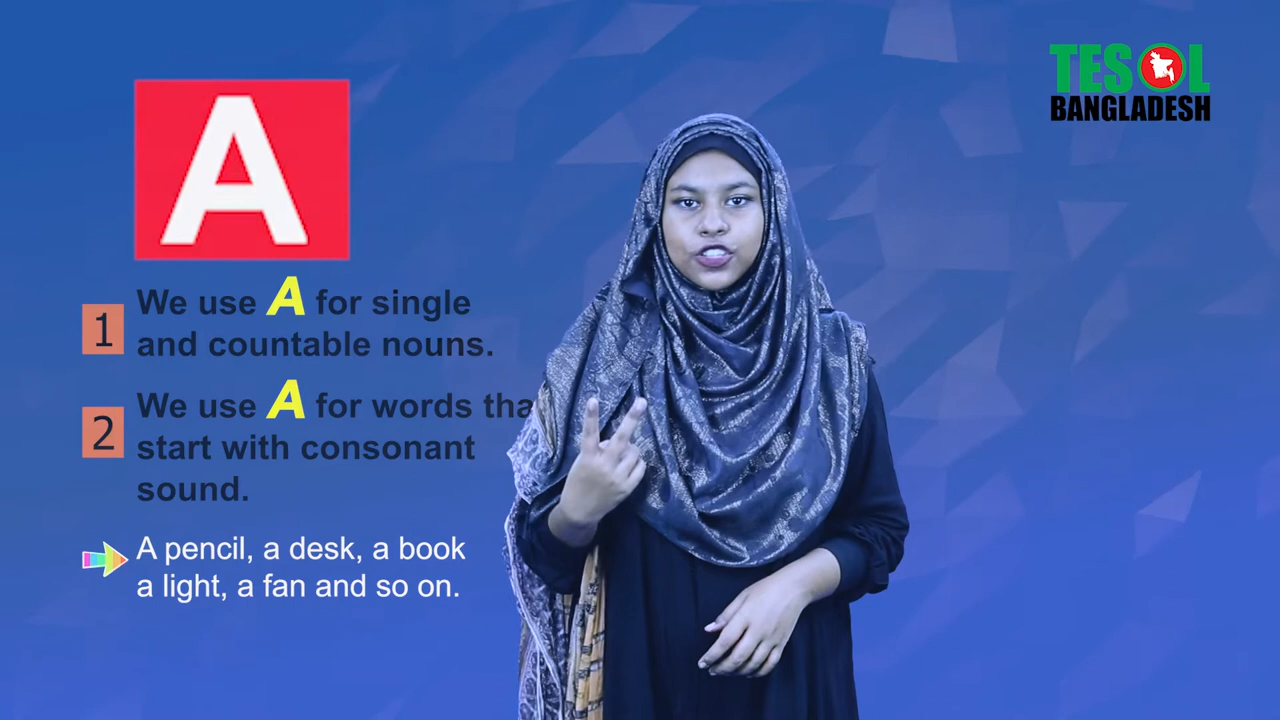 A
1
We use A for single
and countable nouns.
2
We use A for words tha
start with consonant
sound.
A pencil, a desk, a book
a light, a fan and so on.
TESOL
BANGLADESH